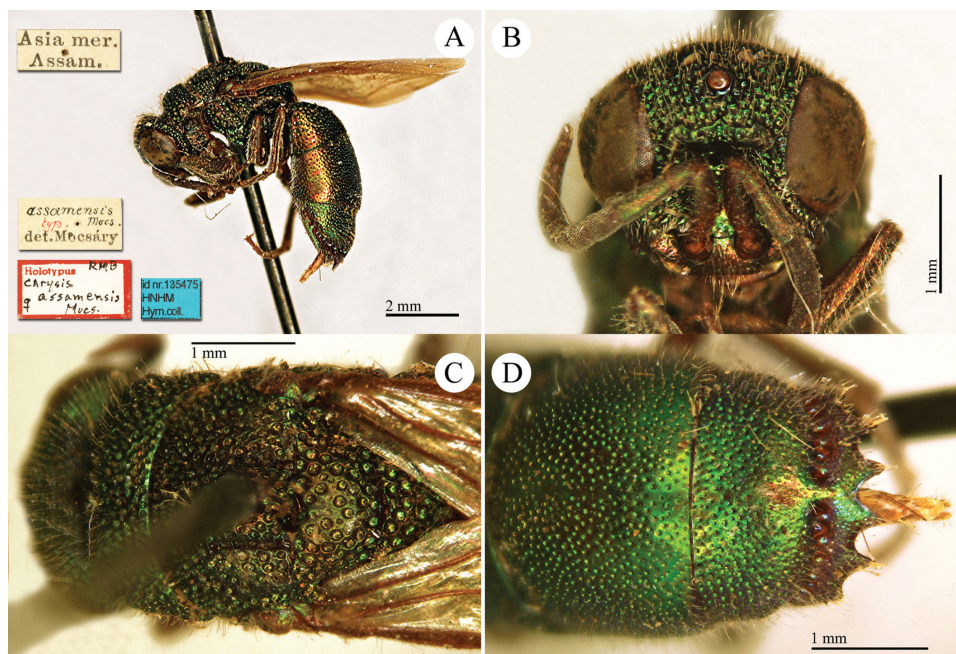 A
Asia mer.
Assam.
assamensis
typ. Mocs.
det. Mocsáry
RMB
Holotypus
Chrysis
♀ assamensis
Mocs.
id nr.135475
HNHM
Hym.coll.
2 mm
B
1 mm
C
1 mm
D
1 mm